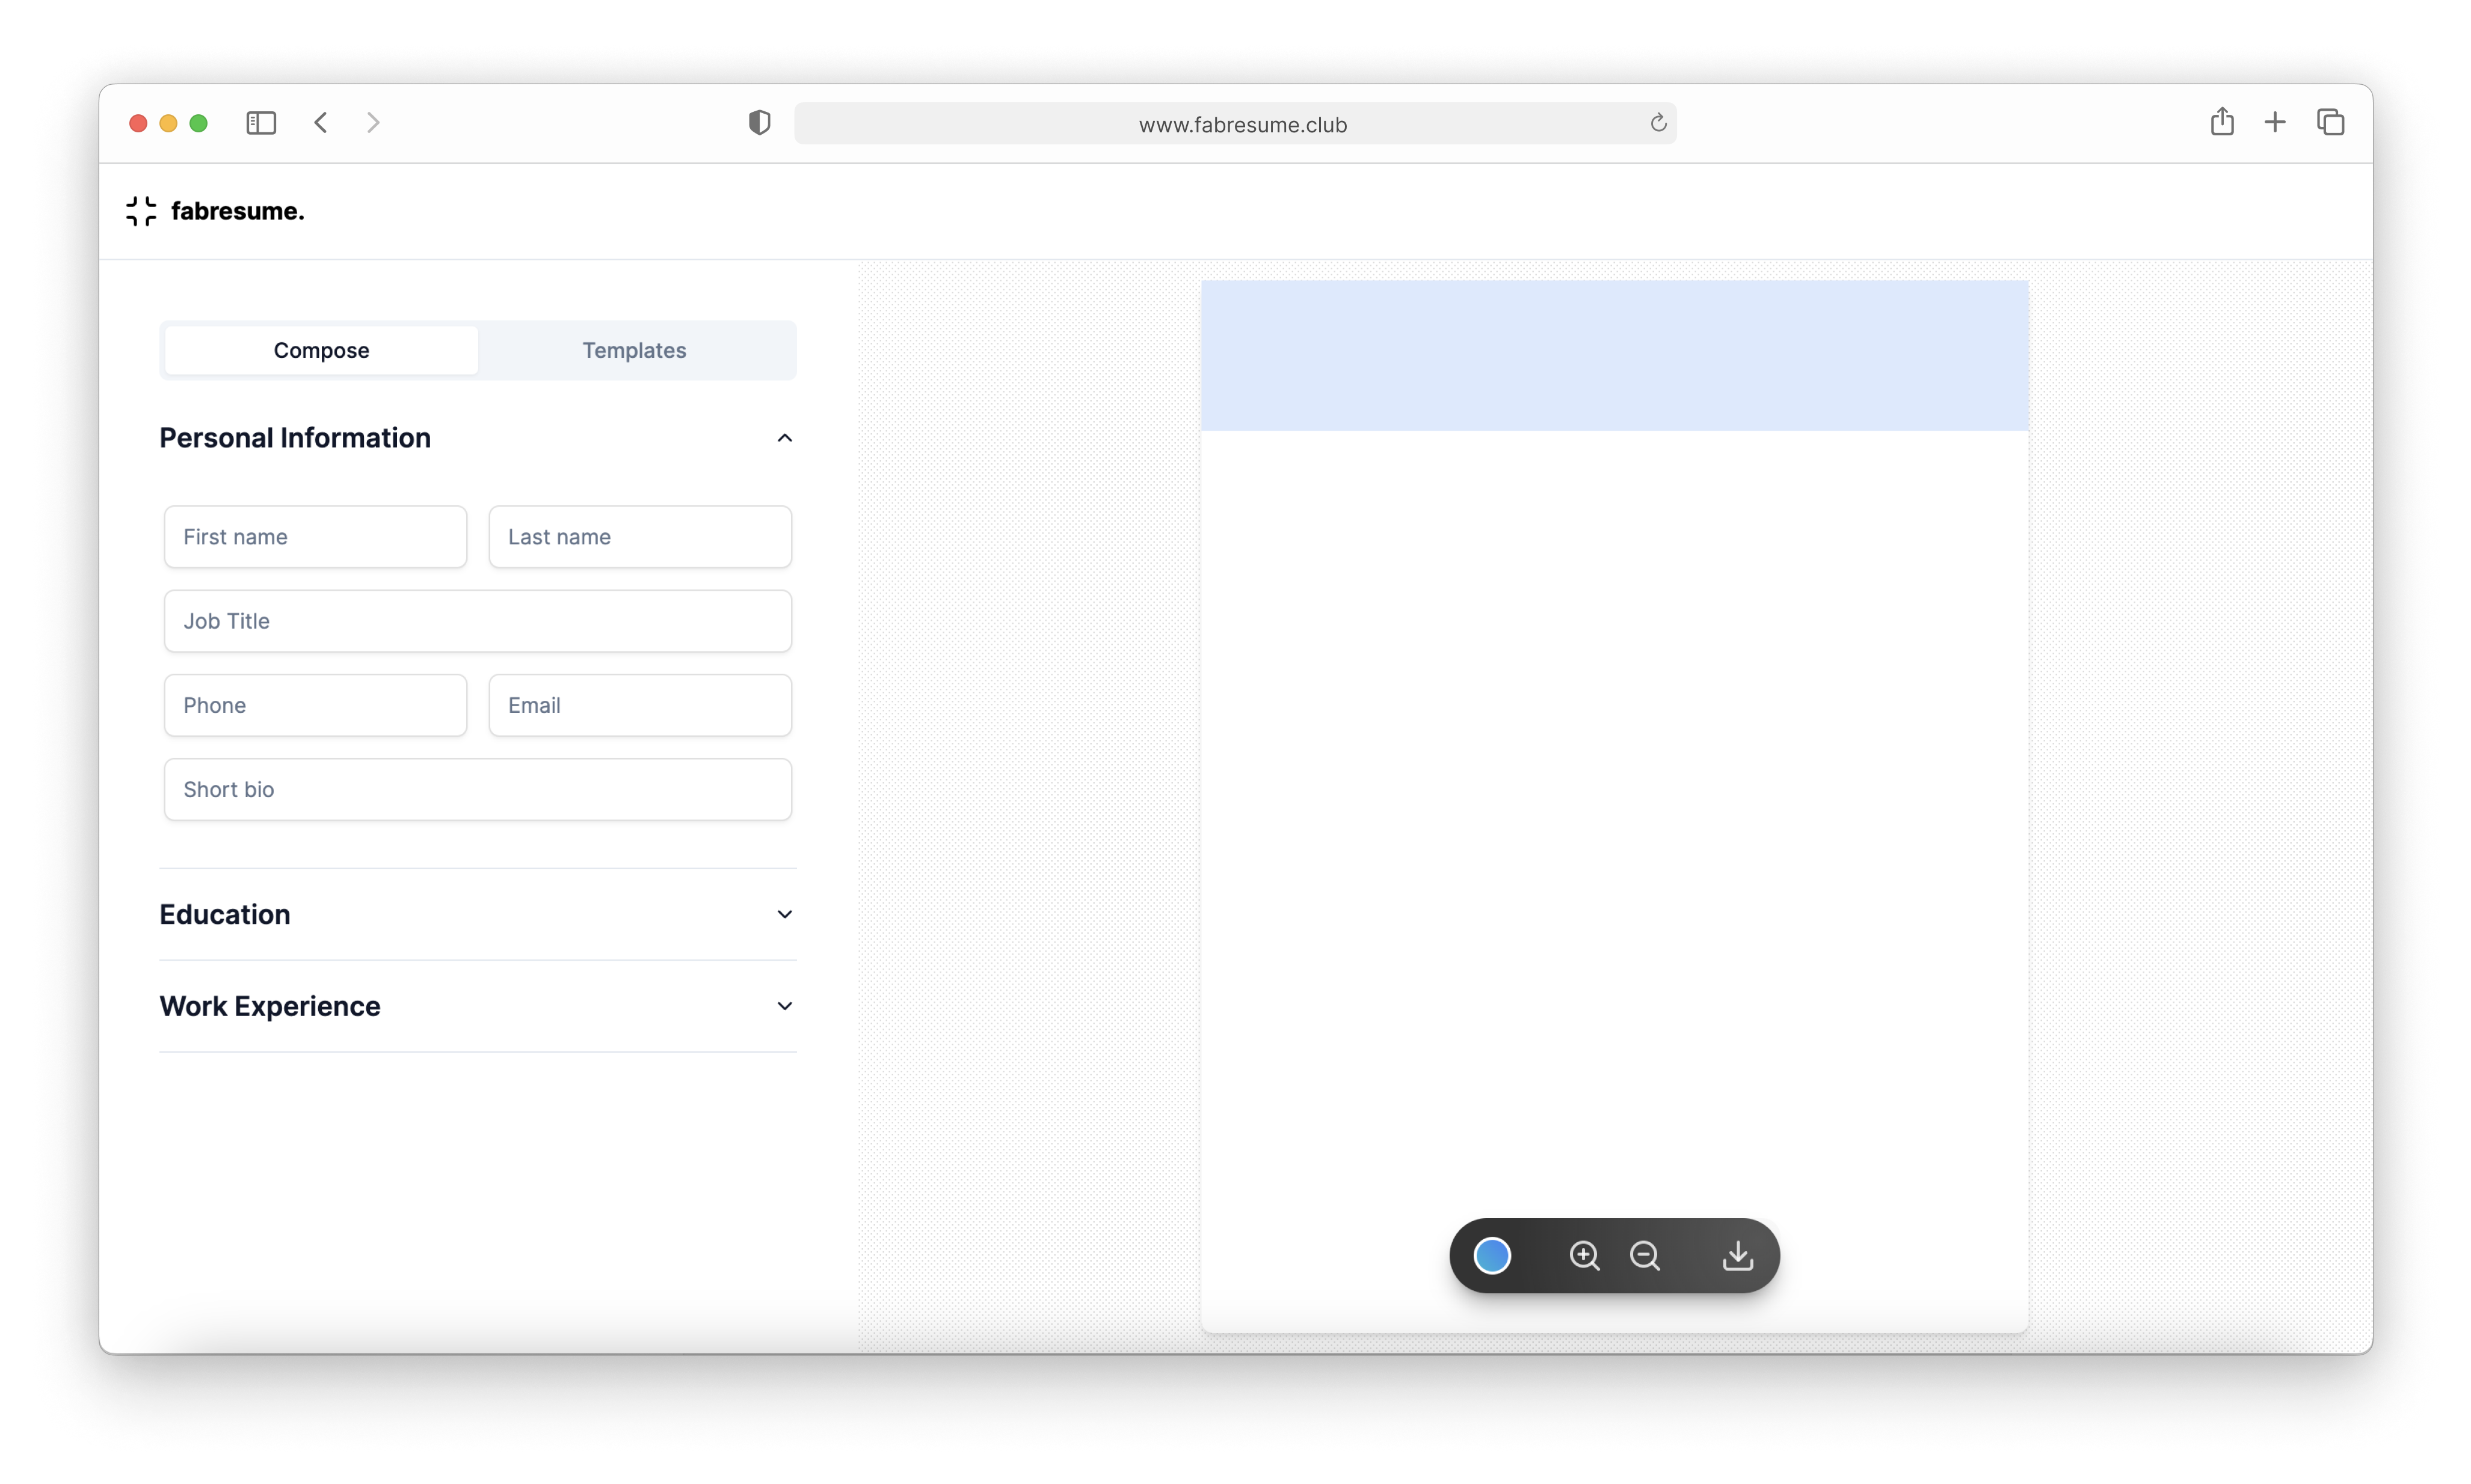 www.fabresume.club
fabresume.
Compose
Templates
Personal Information
First name
Last name
Job Title
Phone
Email
Short bio
Education
Work Experience